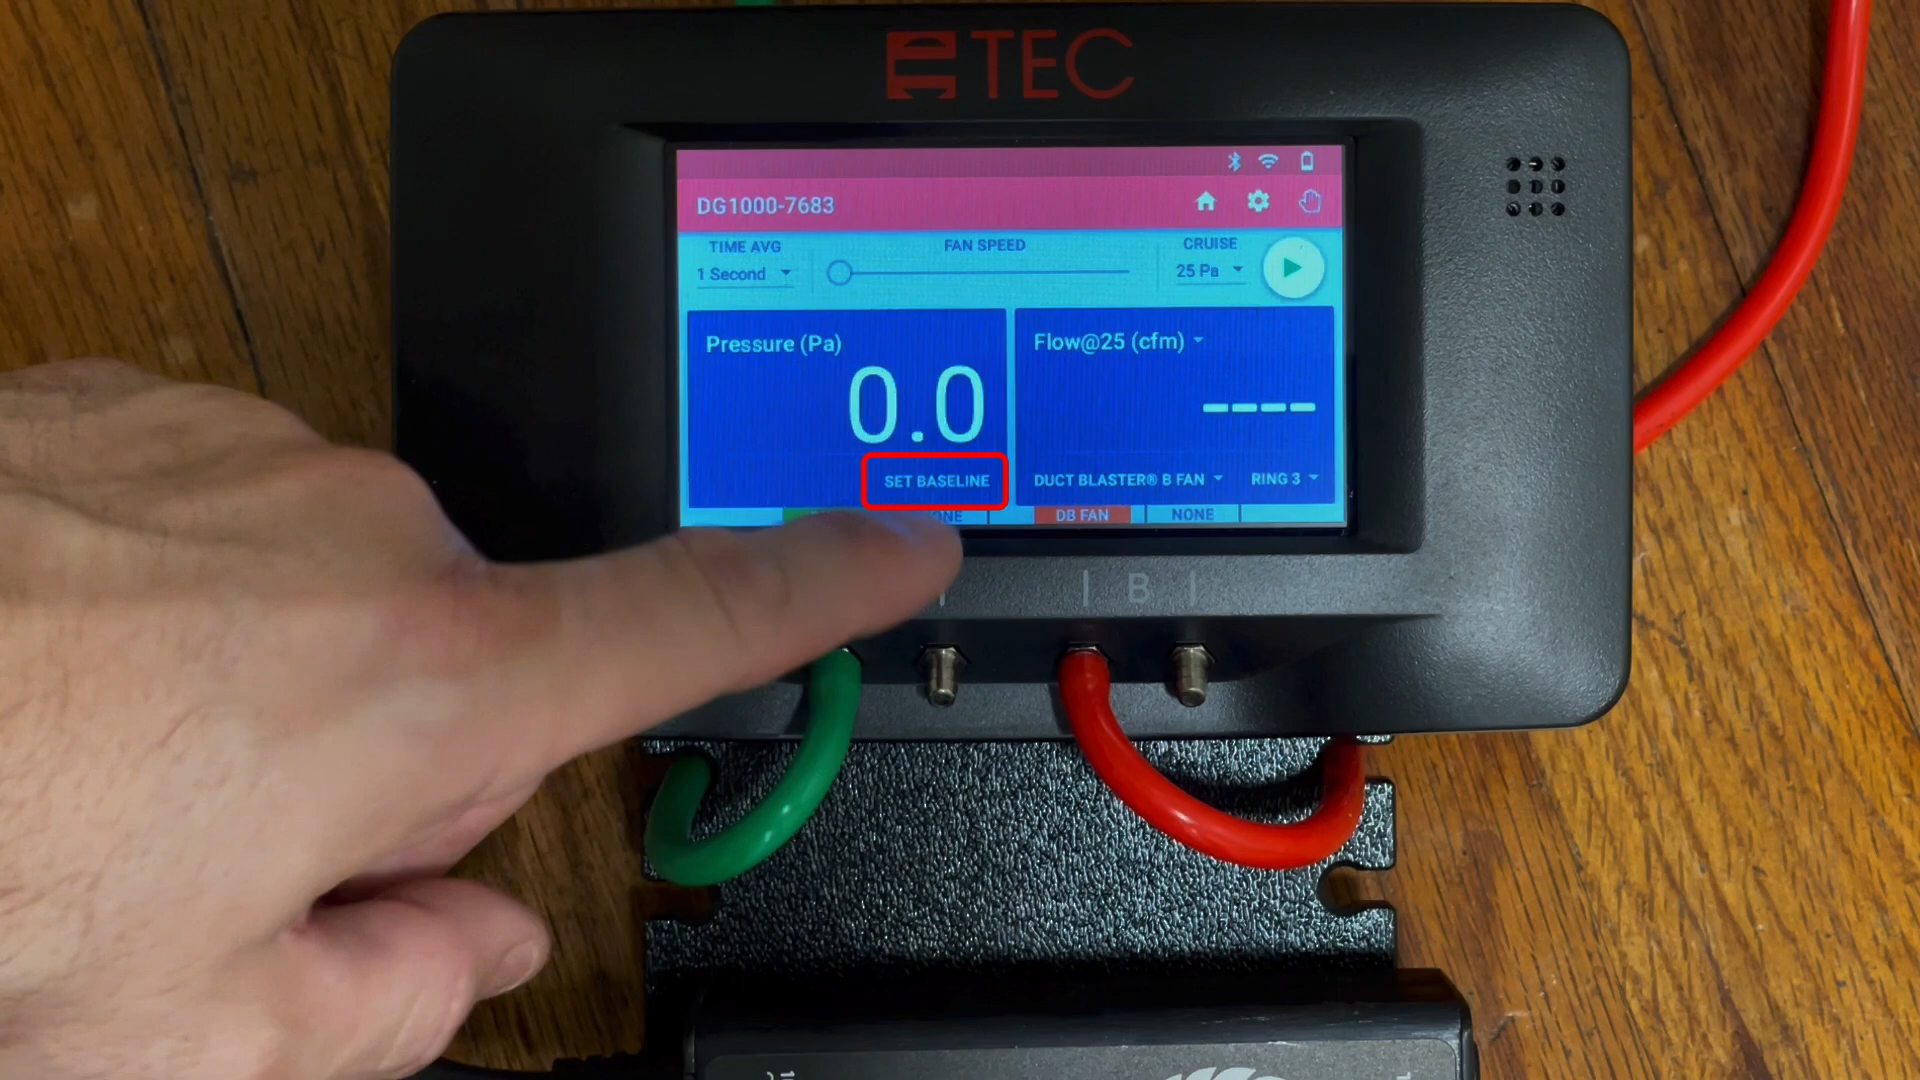 TEC
DG1000-7683
TIME AVG
FAN SPEED
CRUISE
1 Second
25 Pa
Pressure (Pa)
0.0
SET BASELINE
Flow@25 (cfm)
----
DUCT BLASTER® B FAN
RING 3
DB FAN
NONE
B